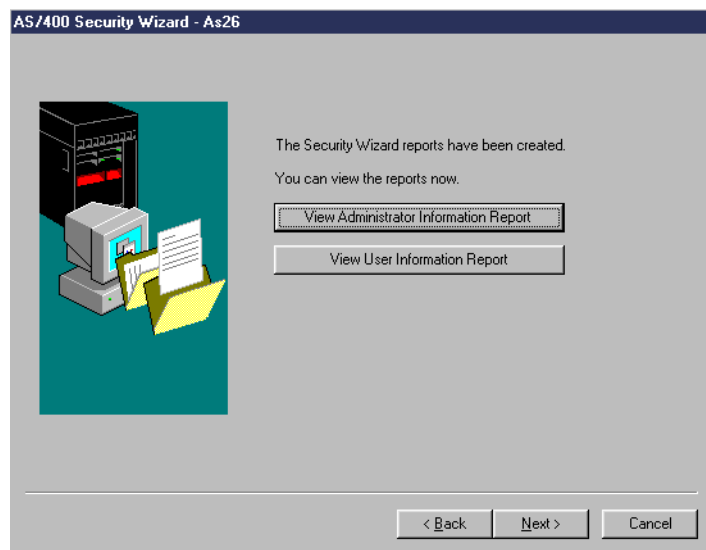 AS/400 Security Wizard - As26
The Security Wizard reports have been created.
You can view the reports now.
View Administrator Information Report
View User Information Report
< Back
Next >
Cancel